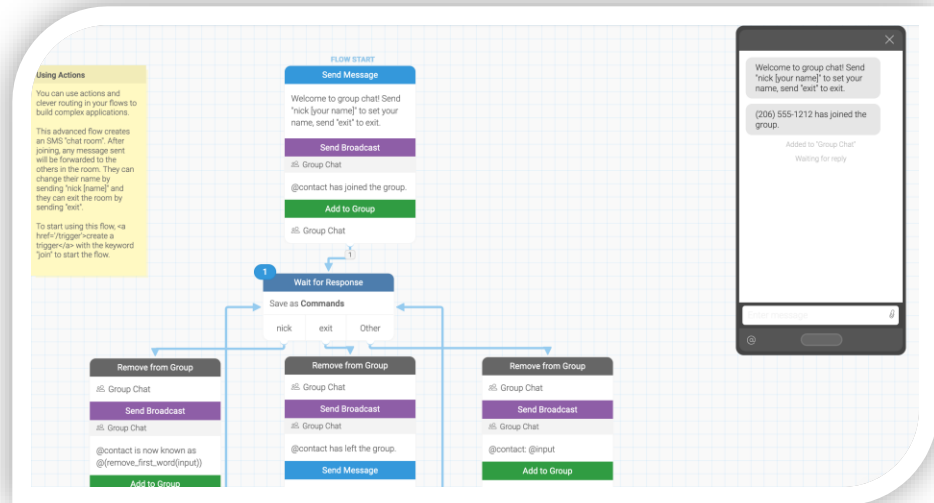 Using Actions
You can use actions and
clever routing in your flows to
build complex applications.
This advanced flow creates
an SMS "chat room". After
joining, any message sent
will be forwarded to the
others in the room. They can
change their name by
sending "nick [name]" and
they can exit the room by
sending "exit".
To start using this flow, <a
href='/trigger'>create a
trigger</a> with the keyword
"join" to start the flow.
FLOW START
Send Message
Welcome to group chat! Send
"nick [your name]" to set your
name, send "exit" to exit.
Send Broadcast
Group Chat
@contact has joined the group.
Add to Group
Group Chat
1
1
Wait for Response
Save as Commands
nick exit Other
Remove from Group
Group Chat
Send Broadcast
Group Chat
@contact is now known as
@(remove_first_word(input))
Add to Group
Remove from Group
Group Chat
Send Broadcast
Group Chat
@contact has left the group.
Send Message
Remove from Group
Group Chat
Send Broadcast
Group Chat
@contact: @input
Add to Group
Welcome to group chat! Send
"nick [your name]" to set your
name, send "exit" to exit.
(206) 555-1212 has joined the
group.
Added to "Group Chat"
Waiting for reply
Enter message
@